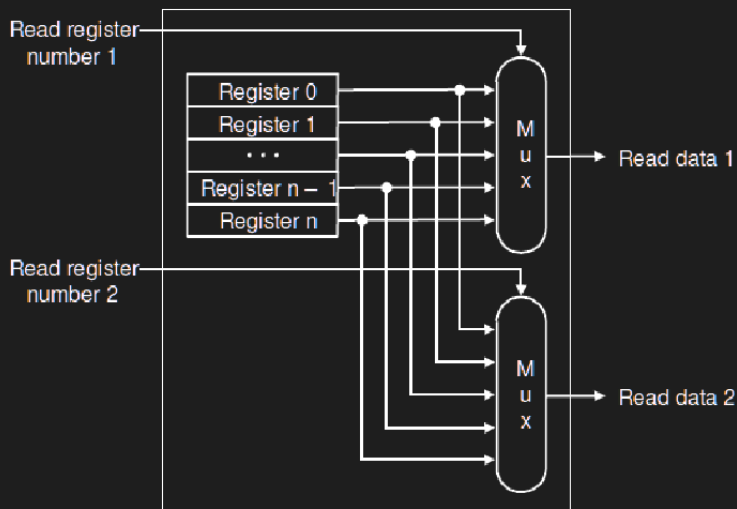 Read register
number 1
Register 0
Register 1
...
Register n – 1
Register n
M
u
x
Read data 1
Read register
number 2
M
u
x
Read data 2